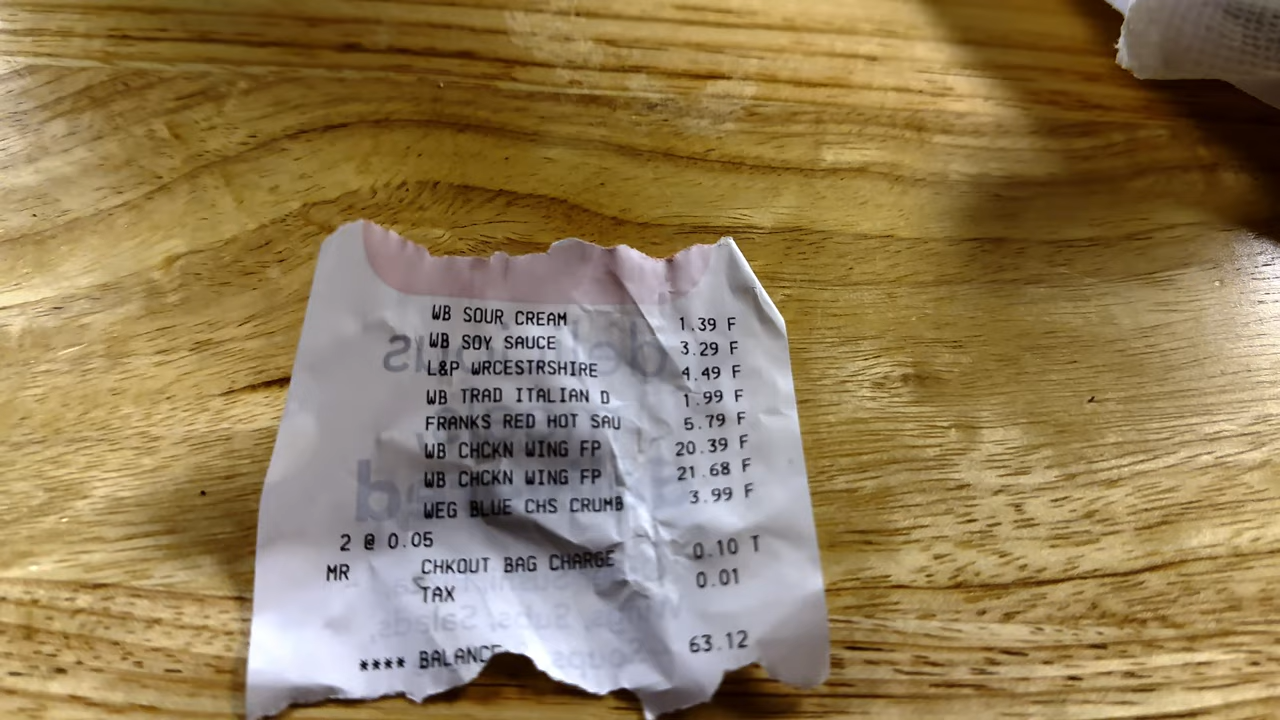 WB SOUR CREAM 1.39 F
WB SOY SAUCE 3.29 F
L&P WRCESTRSHIRE 4.49 F
WB TRAD ITALIAN D 1.99 F
FRANKS RED HOT SAU 5.79 F
WB CHCKN WING FP 20.39 F
WB CHCKN WING FP 21.68 F
WEG BLUE CHS CRUMB 3.99 F
2 @ 0.05
MR CHKOUT BAG CHARGE 0.10 T
TAX 0.01
**** BALANCE 63.12